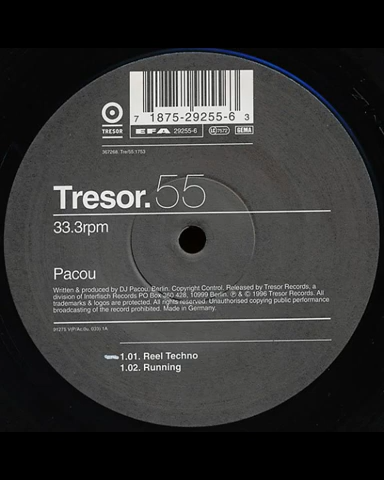 7 18752 29255-6 3
TRESOR
EFA 29255-6
LC 7572
GEMA
Tresor.55
33.3rpm
Pacou
Written & produced by DJ Pacou, Berlin. Copyright Control. Released by Tresor Records, a
division of Interfisch Records PO Box 360 428, 10999 Berlin. ℗ & © 1996 Tresor Records. All
trademarks & logos are protected. All rights reserved. Unauthorised copying public performance
broadcasting of the record prohibited. Made in Germany.
1.01. Reel Techno
1.02. Running